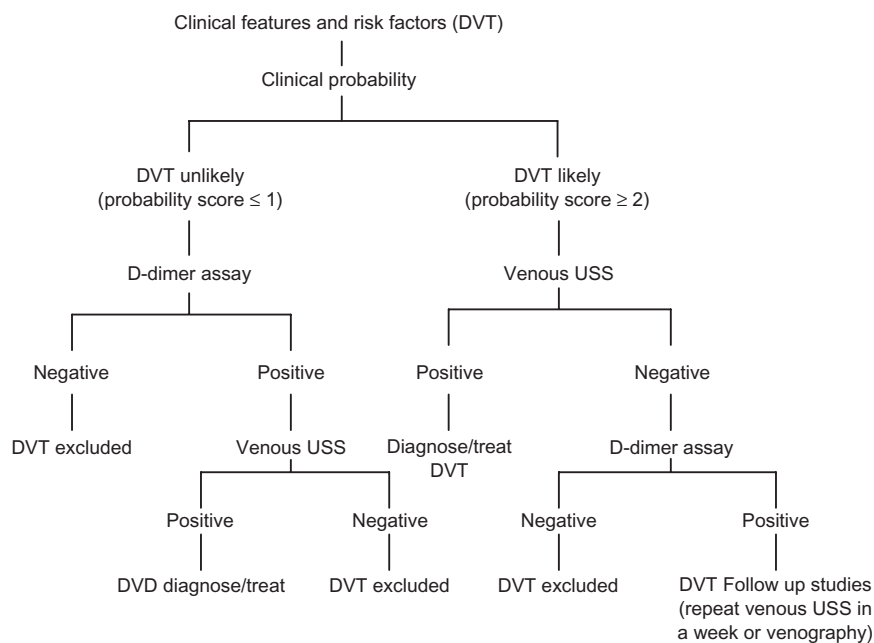 Clinical features and risk factors (DVT)
Clinical probability
DVT unlikely
(probability score ≤ 1)
DVT likely
(probability score ≥ 2)
D-dimer assay
Venous USS
Negative
Positive
Positive
Negative
DVT excluded
Venous USS
Diagnose/treat
DVT
D-dimer assay
Positive
Negative
Negative
Positive
DVD diagnose/treat
DVT excluded
DVT excluded
DVT Follow up studies
(repeat venous USS in
a week or venography)